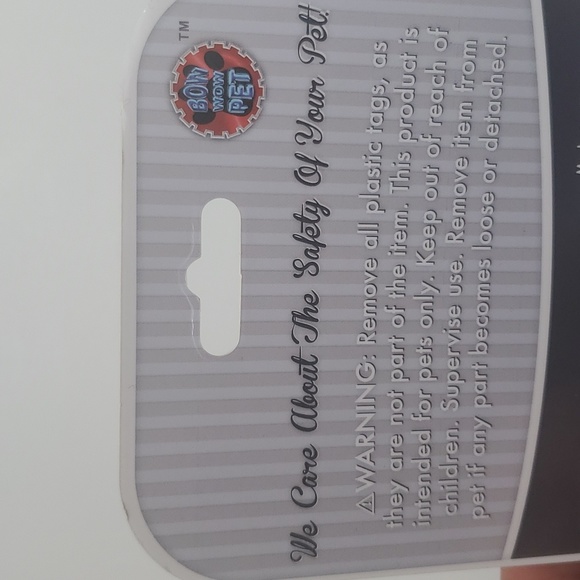 BOW
WOW
PET
TM
We Care About The Safety Of Your Pet!
⚠WARNING: Remove all plastic tags, as
they are not part of the item. This product is
intended for pets only. Keep out of reach of
children. Supervise use. Remove item from
pet if any part becomes loose or detached.